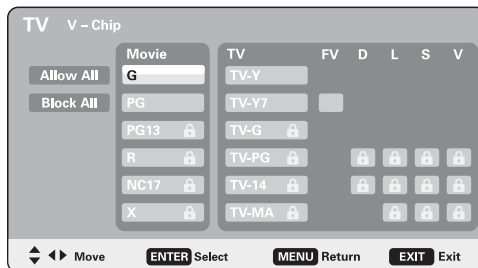 TV V – Chip
Movie TV FV D L S V
Allow All G TV-Y
Block All PG TV-Y7
PG13 TV-G
R TV-PG
NC17 TV-14
X TV-MA
Move ENTER Select MENU Return EXIT Exit